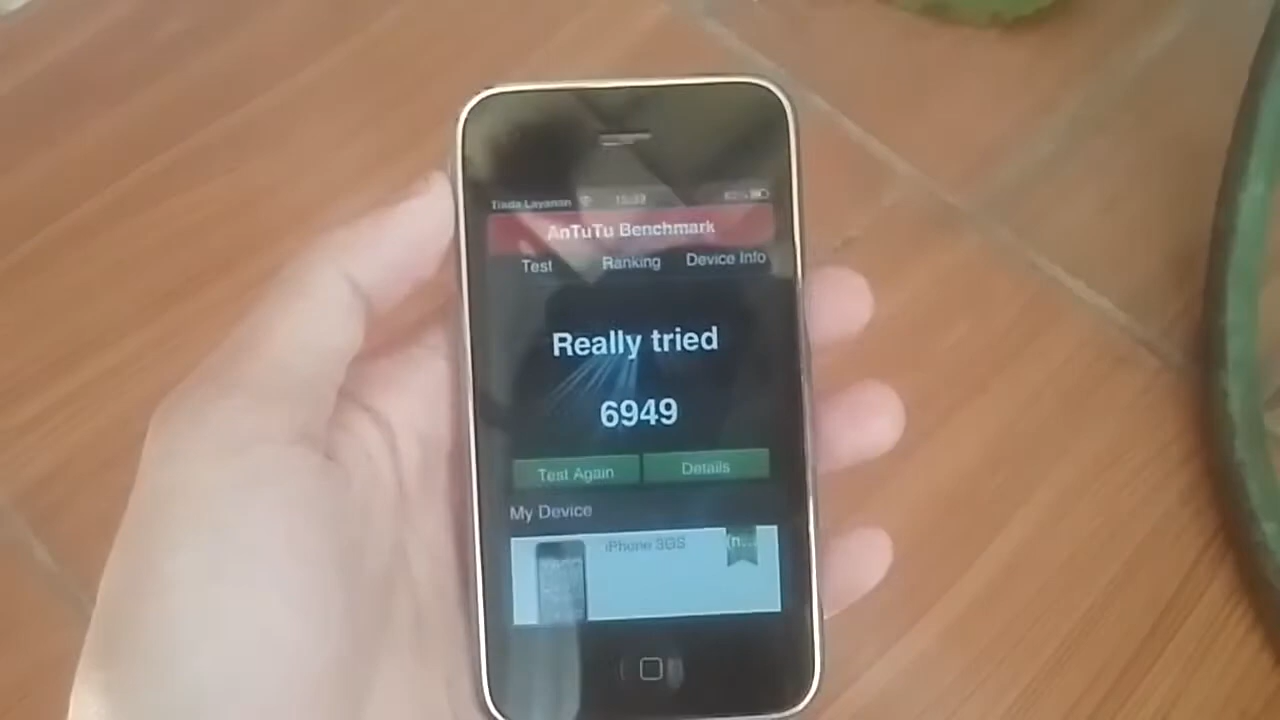 Tiada Layanan
AnTuTu Benchmark
Test Ranking Device Info
Really tried
6949
Test Again Details
My Device
iPhone 3GS (n...